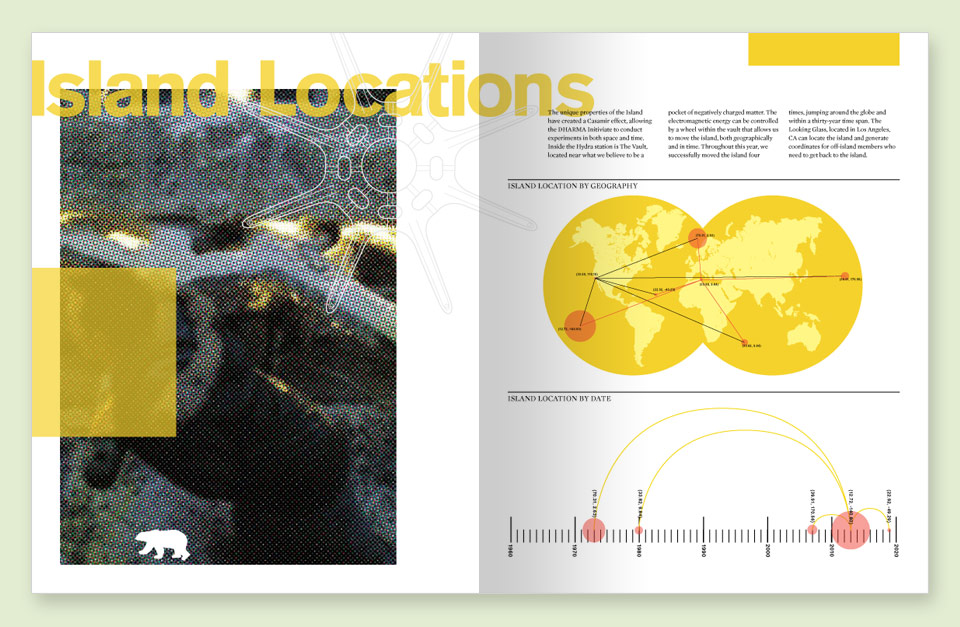 Island Locations
The unique properties of the Island
have created a Casamir effect, allowing
the DHARMA Initiviate to conduct
experiments in both space and time.
Inside the Hydra station is The Vault,
located near what we believe to be a
pocket of negatively charged matter. The
electromagnetic energy can be controlled
by a wheel within the vault that allows us
to move the island, both geographically
and in time. Throughout this year, we
successfully moved the island four
times, jumping around the globe and
within a thirty-year time span. The
Looking Glass, located in Los Angeles,
CA can locate the island and generate
coordinates for off-island members who
need to get back to the island.
ISLAND LOCATION BY GEOGRAPHY
ISLAND LOCATION BY DATE
1960
1970
1980
1990
2000
2010
2020